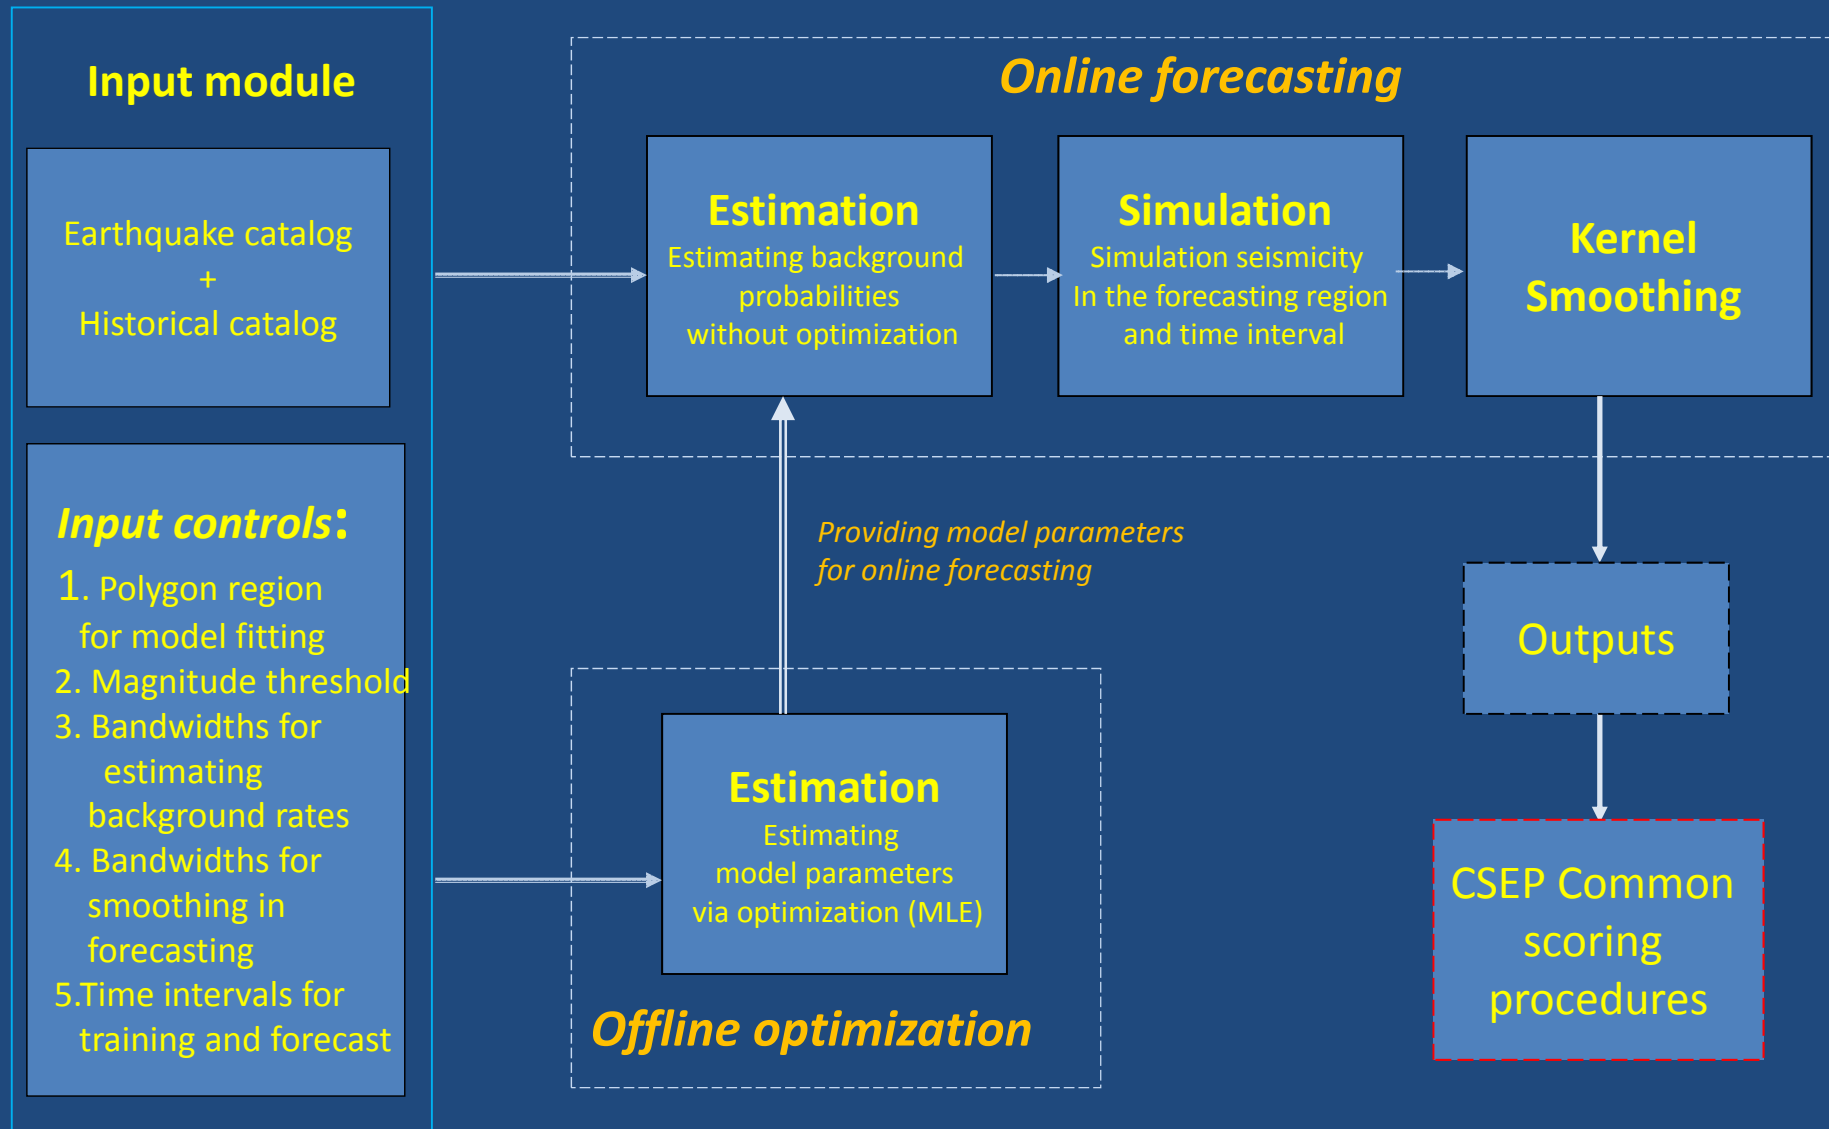 Input module
Earthquake catalog
+
Historical catalog
Input controls:
1. Polygon region
for model fitting
2. Magnitude threshold
3. Bandwidths for
estimating
background rates
4. Bandwidths for
smoothing in
forecasting
5.Time intervals for
training and forecast
Online forecasting
Estimation
Estimating background
probabilities
without optimization
Simulation
Simulation seismicity
In the forecasting region
and time interval
Kernel
Smoothing
Providing model parameters
for online forecasting
Estimation
Estimating
model parameters
via optimization (MLE)
Offline optimization
Outputs
CSEP Common
scoring
procedures